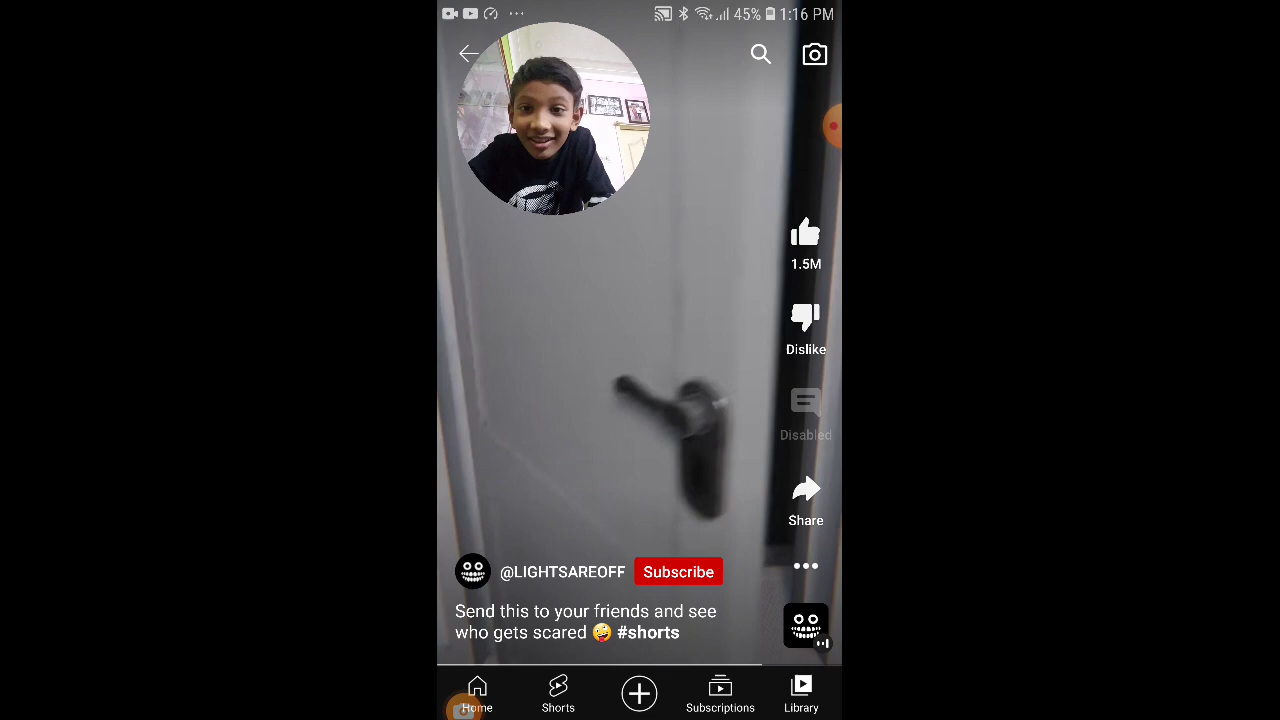 45% 1:16 PM
1.5M
Dislike
Disabled
Share
@LIGHTSAREOFF Subscribe
Send this to your friends and see
who gets scared 🤪 #shorts
Home Shorts Subscriptions Library